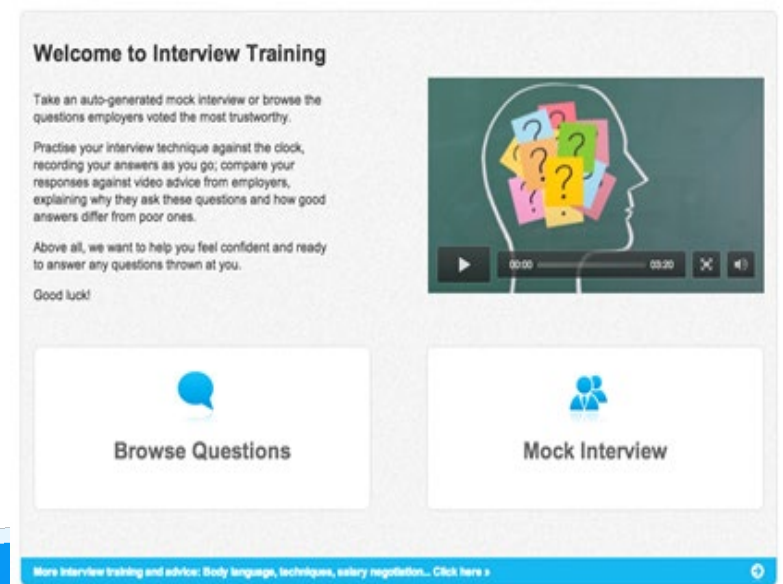 Welcome to Interview Training
Take an auto-generated mock interview or browse the
questions employers voted the most trustworthy.
Practise your interview technique against the clock,
recording your answers as you go; compare your
responses against video advice from employers,
explaining why they ask these questions and how good
answers differ from poor ones.
Above all, we want to help you feel confident and ready
to answer any questions thrown at you.
Good luck!
? ? ? ? ?
00:00 03:20
Browse Questions
Mock Interview
More interview training and advice: Body language, techniques, salary negotiation... Click here »